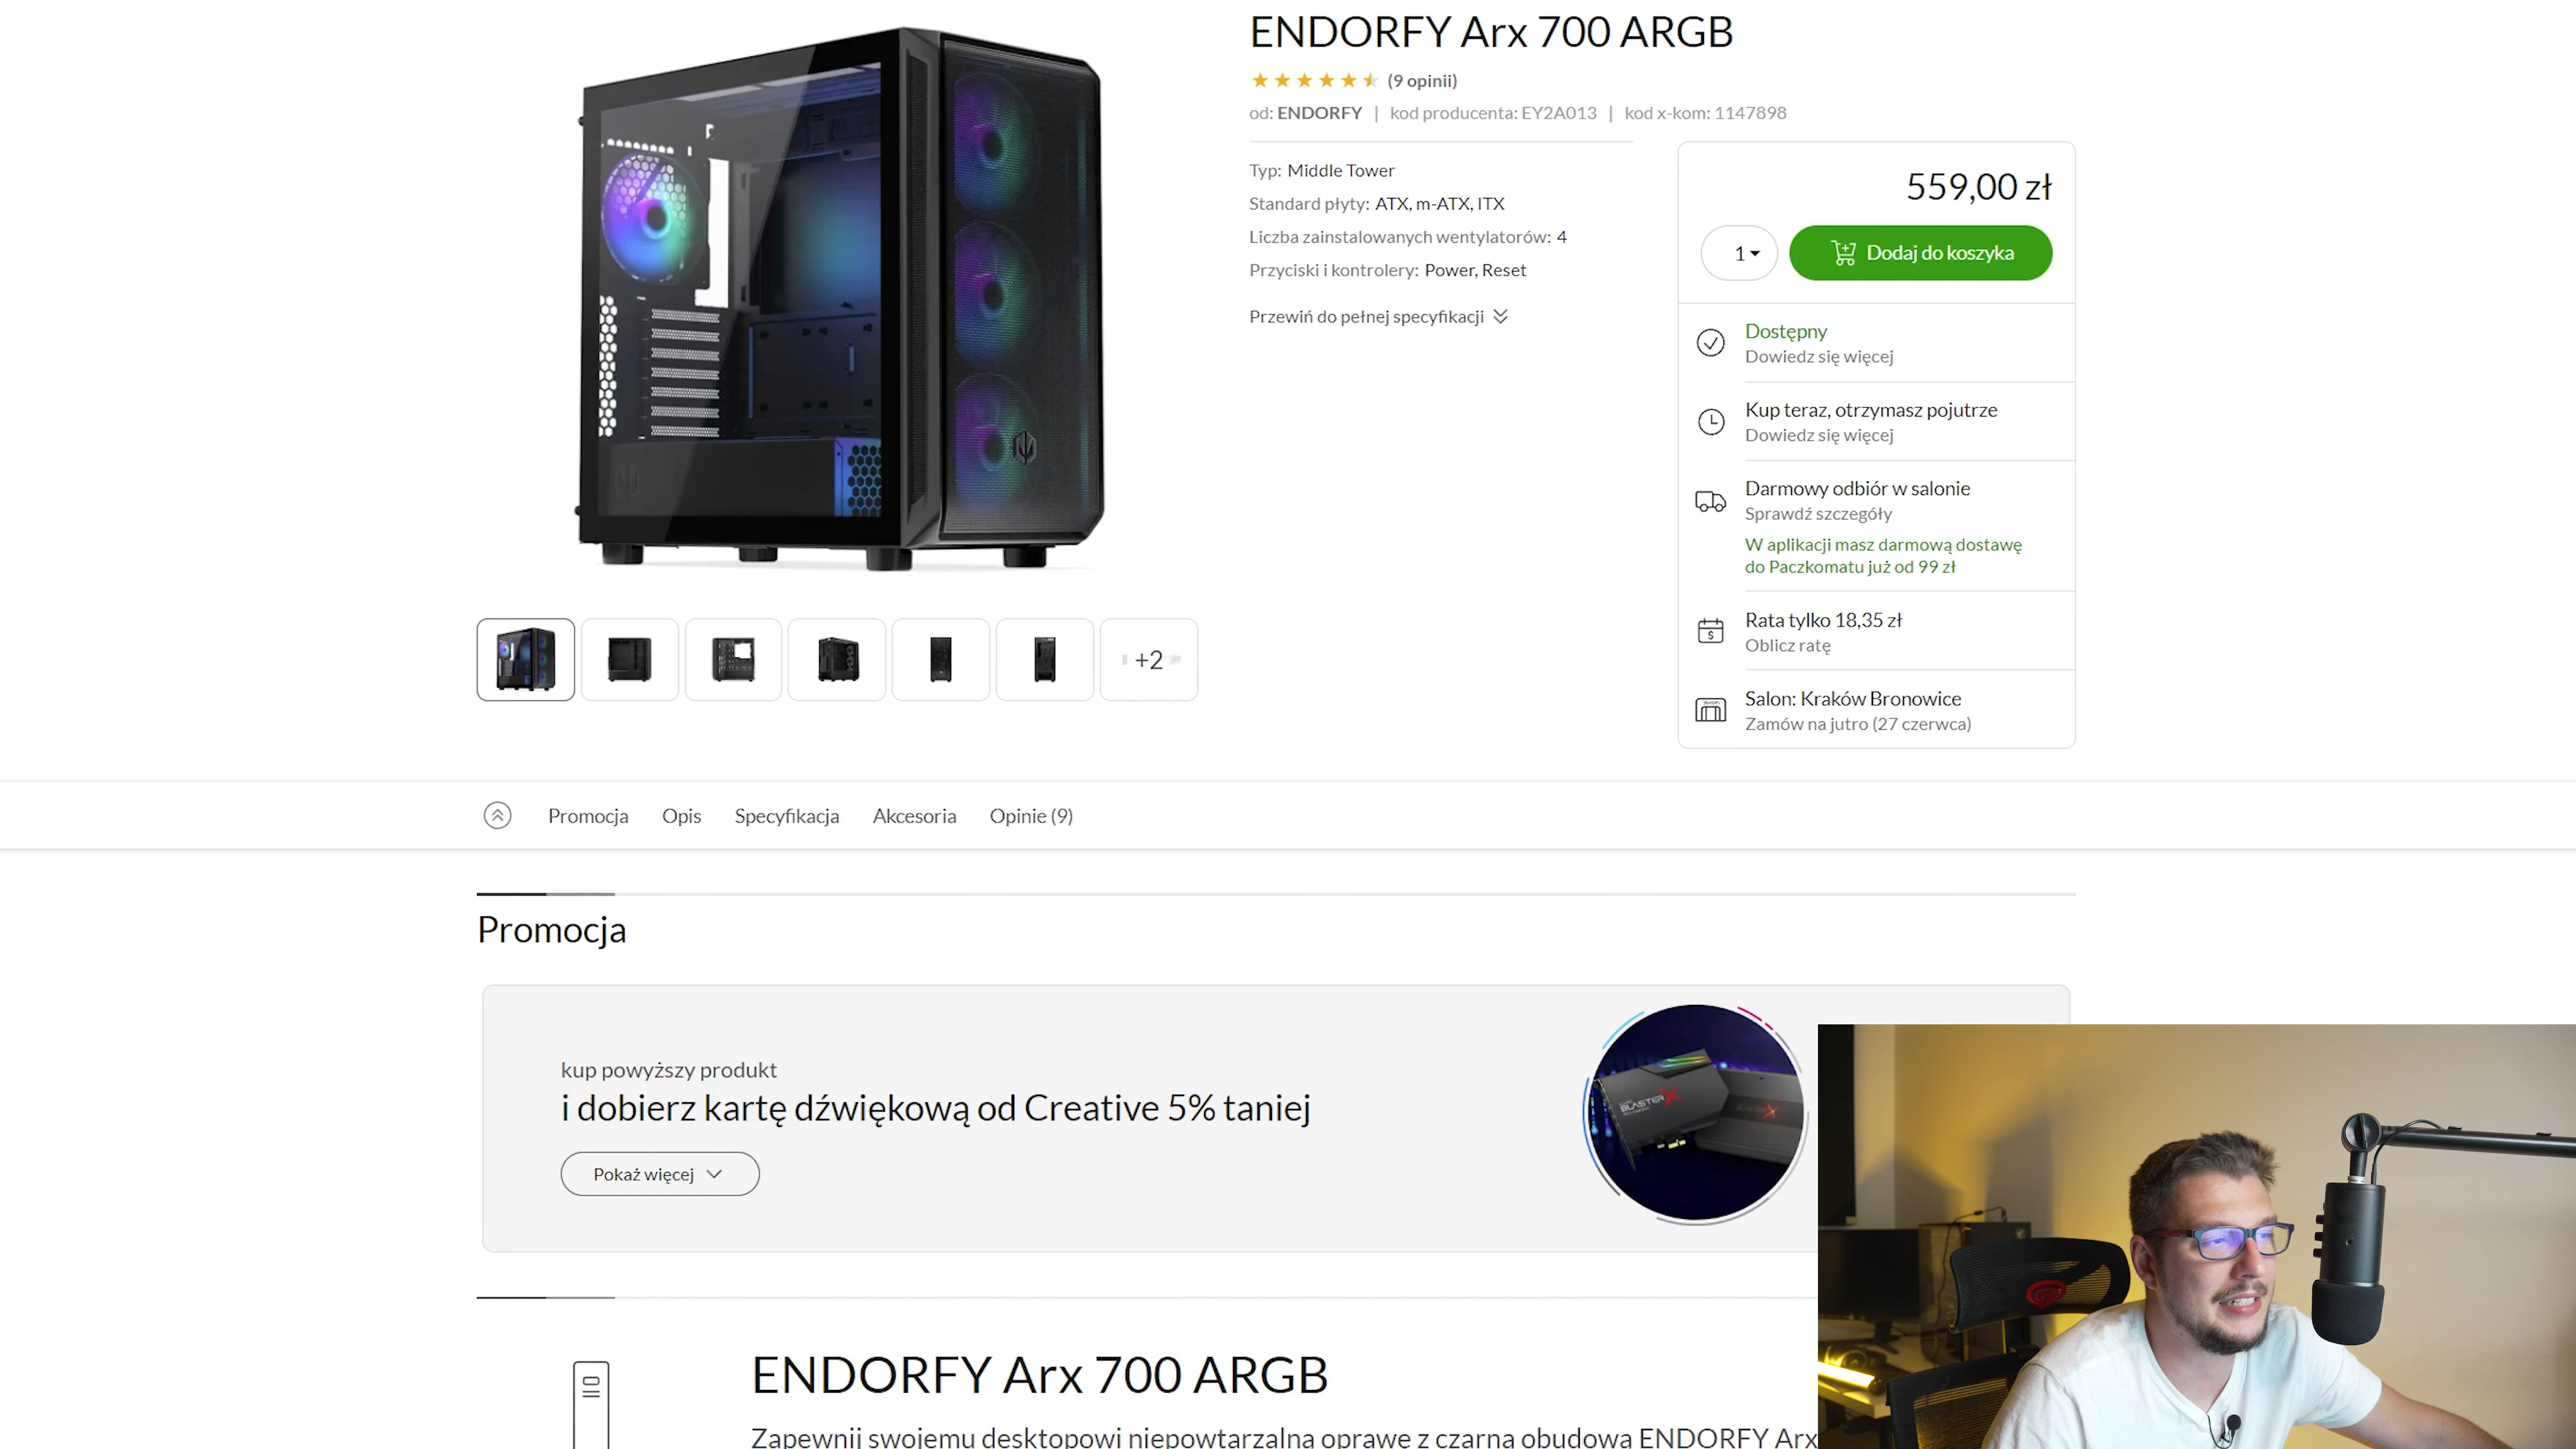 ENDORFY Arx 700 ARGB
(9 opinii)
od: ENDORFY | kod producenta: EY2A013 | kod x-kom: 1147898
Typ: Middle Tower
Standard płyty: ATX, m-ATX, ITX
Liczba zainstalowanych wentylatorów: 4
Przyciski i kontrolery: Power, Reset
Przewiń do pełnej specyfikacji
559,00 zł
1
Dodaj do koszyka
Dostępny
Dowiedz się więcej
Kup teraz, otrzymasz pojutrze
Dowiedz się więcej
Darmowy odbiór w salonie
Sprawdź szczegóły
W aplikacji masz darmową dostawę
do Paczkomatu już od 99 zł
Rata tylko 18,35 zł
Oblicz ratę
Salon: Kraków Bronowice
Zamów na jutro (27 czerwca)
+2
Promocja
Opis
Specyfikacja
Akcesoria
Opinie (9)
Promocja
kup powyższy produkt
i dobierz kartę dźwiękową od Creative 5% taniej
Pokaż więcej
BLASTERX
ENDORFY Arx 700 ARGB
Zapewnij swojemu desktopowi niepowtarzalną oprawę z czarną obudową ENDORFY Arx